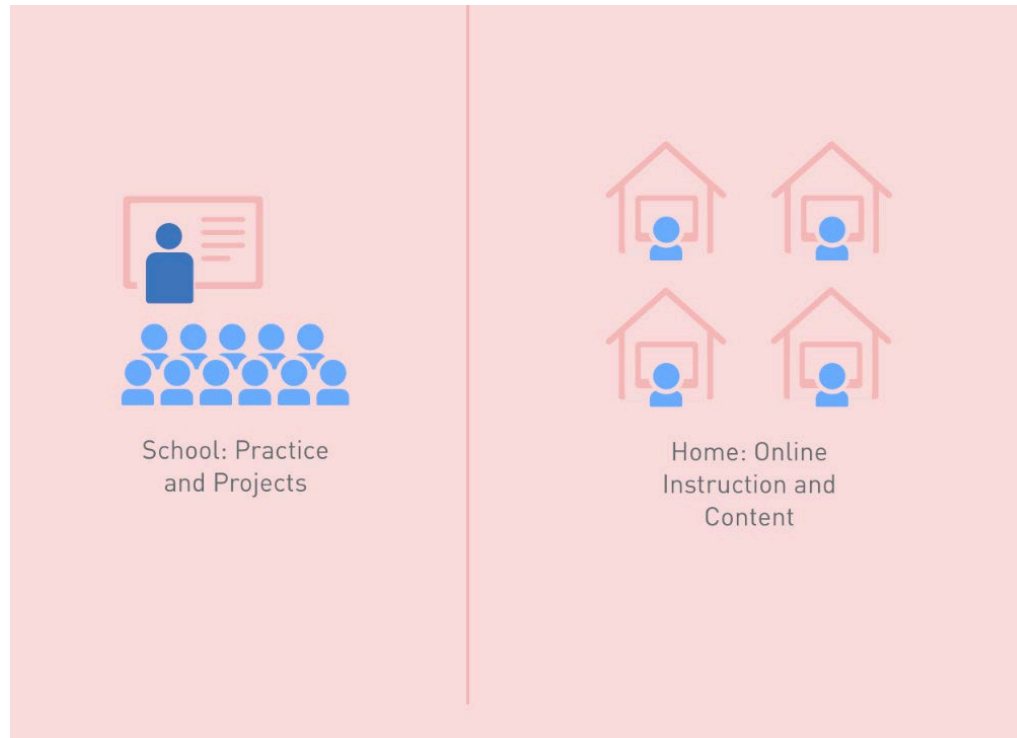 School: Practice
and Projects
Home: Online
Instruction and
Content